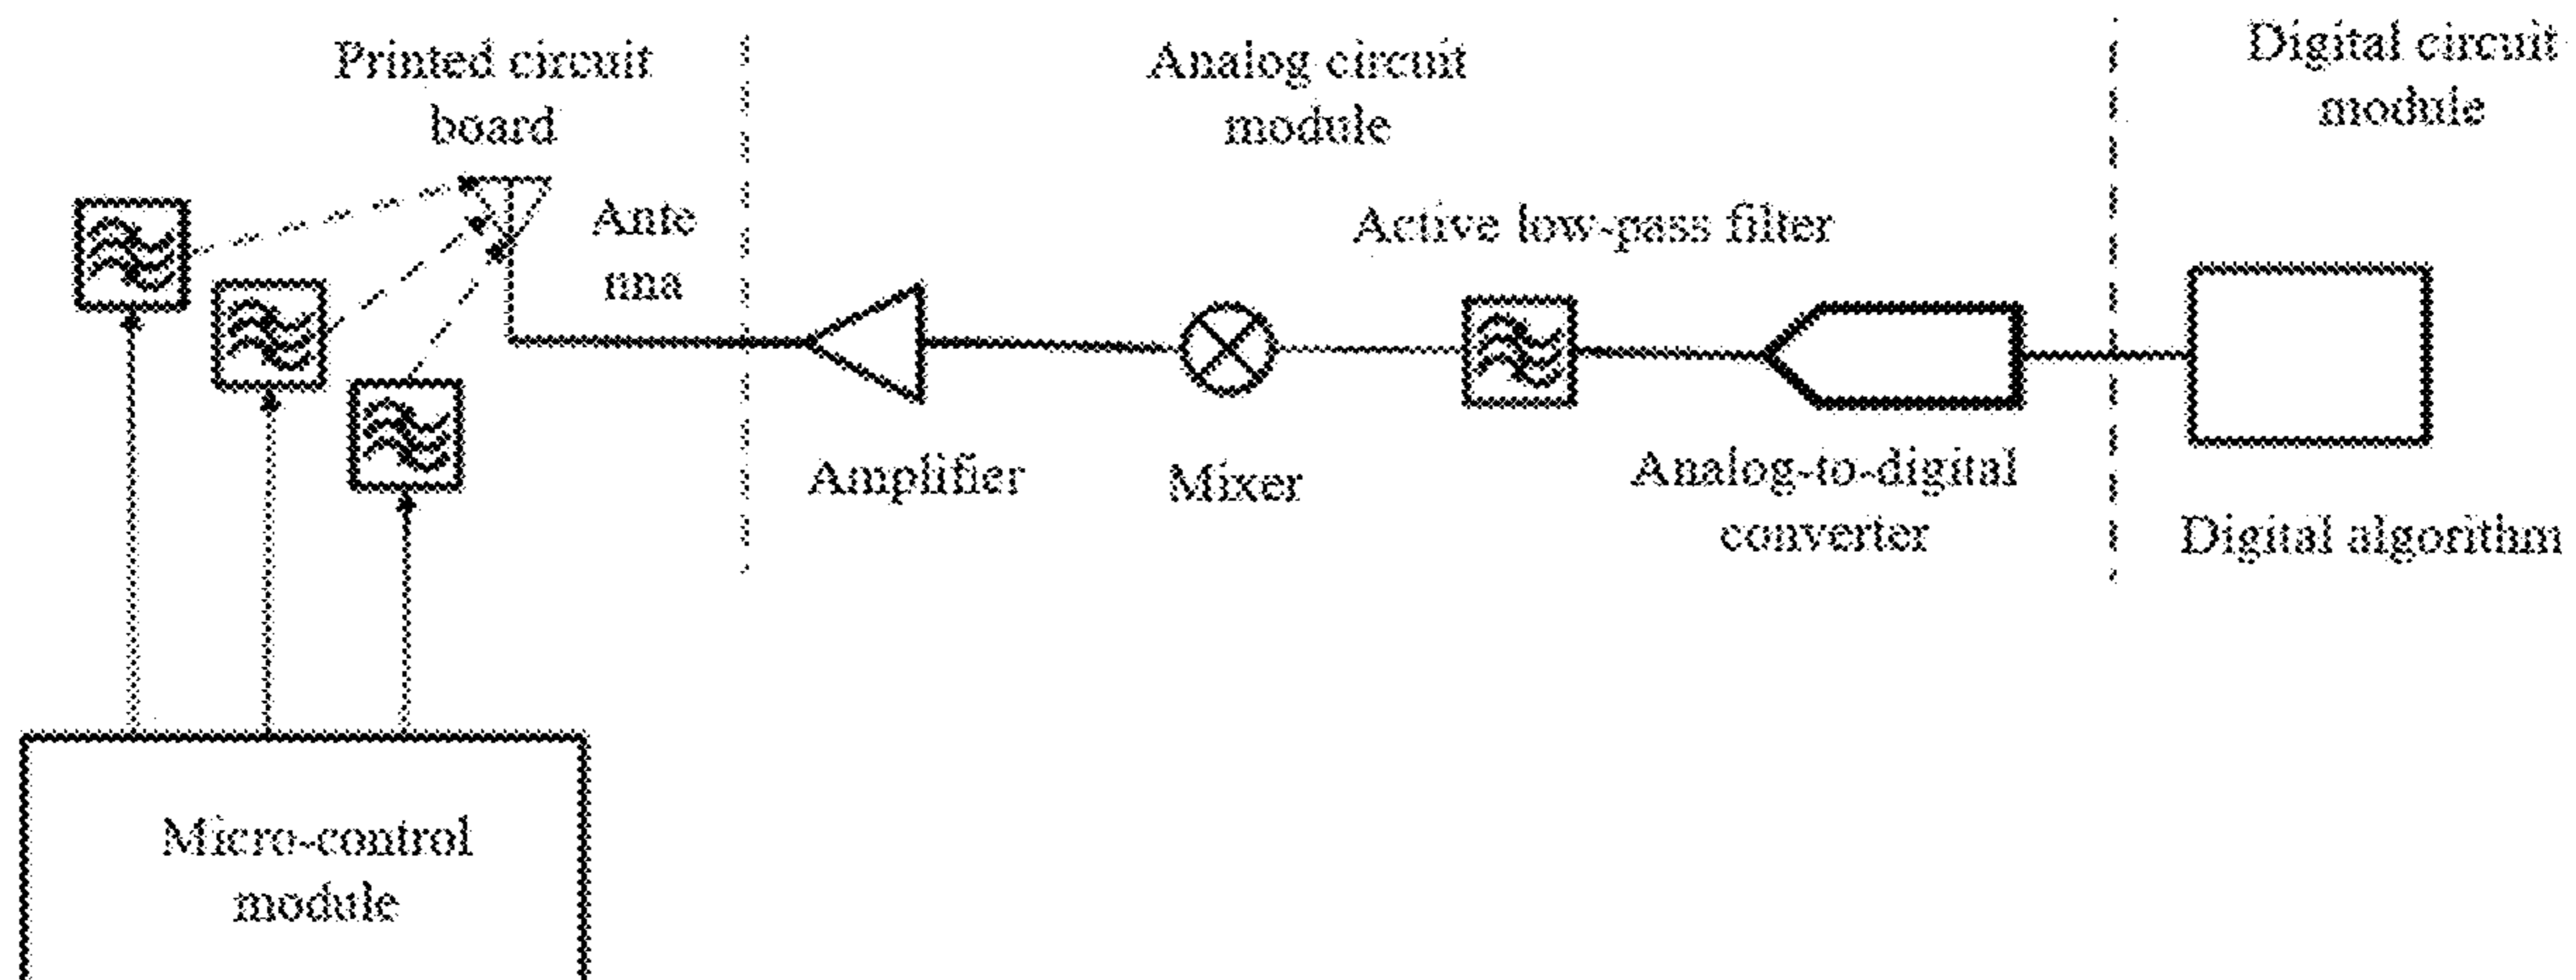 Printed circuit
board
Analog circuit
module
Digital circuit
module
Ante
nna
Active low-pass filter
Amplifier
Mixer
Analog-to-digital
converter
Digital algorithm
Micro-control
module